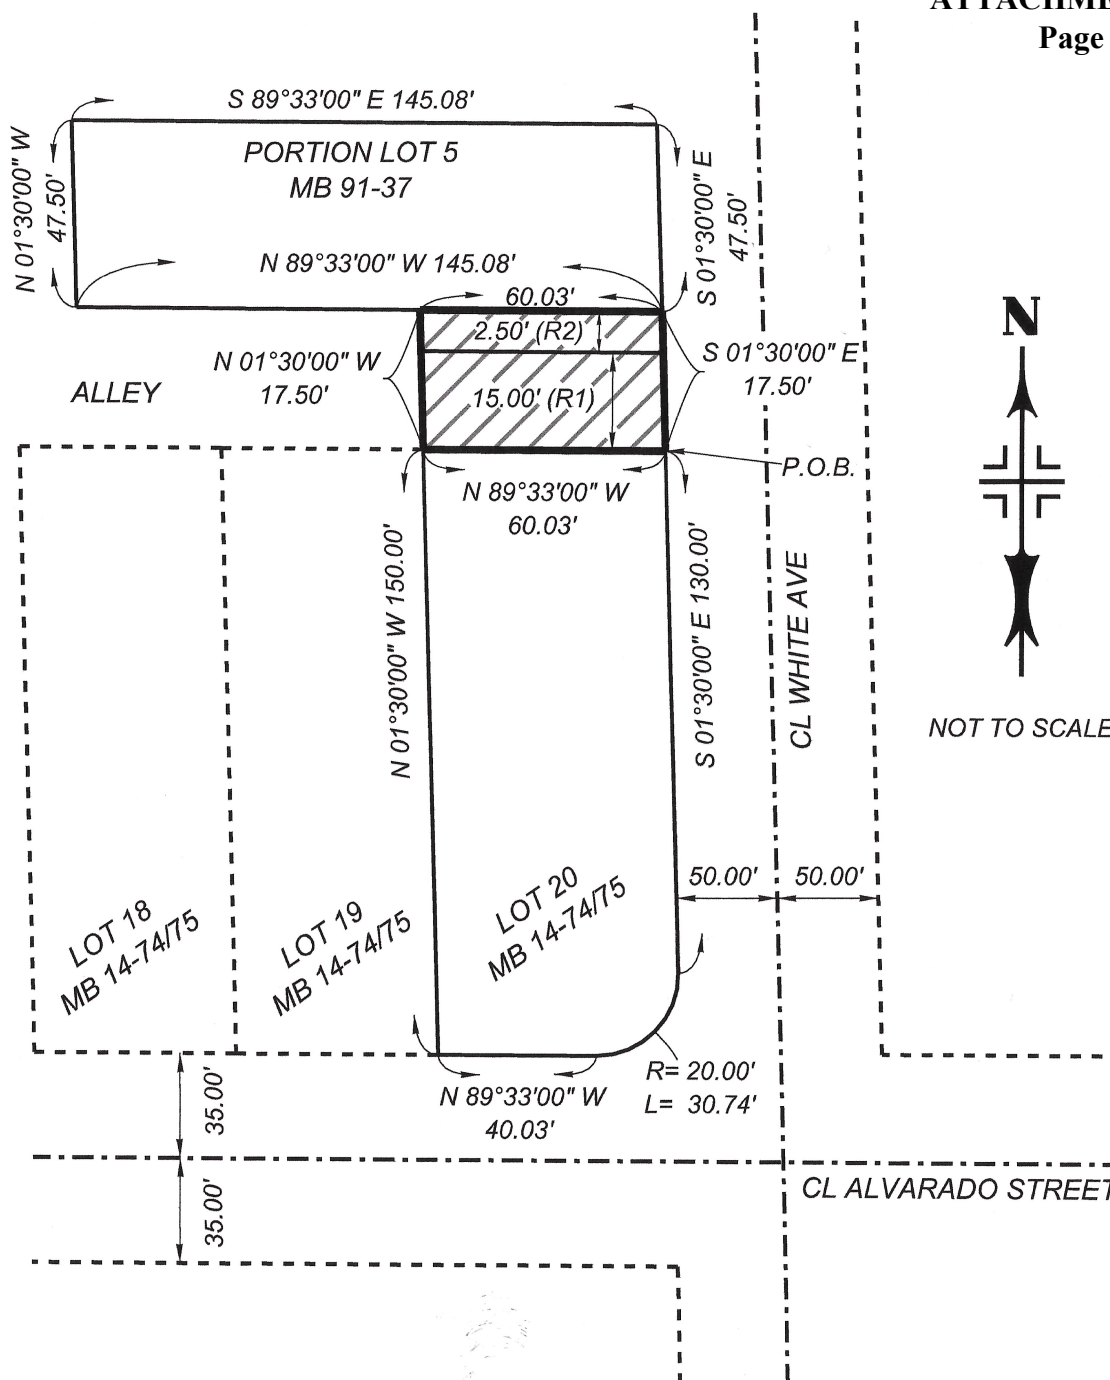 Page
S 89°33'00" E 145.08'
PORTION LOT 5
MB 91-37
N 01°30'00" W
47.50'
S 01°30'00" E
47.50'
N 89°33'00" W 145.08'
60.03'
2.50' (R2)
15.00' (R1)
N 01°30'00" W
17.50'
S 01°30'00" E
17.50'
ALLEY
N
P.O.B.
N 89°33'00" W
60.03'
N 01°30'00" W 150.00'
S 01°30'00" E 130.00'
CL WHITE AVE
NOT TO SCALE
LOT 18
MB 14-74/75
LOT 19
MB 14-74/75
LOT 20
MB 14-74/75
50.00'
50.00'
R= 20.00'
L= 30.74'
N 89°33'00" W
40.03'
35.00'
35.00'
CL ALVARADO STREET